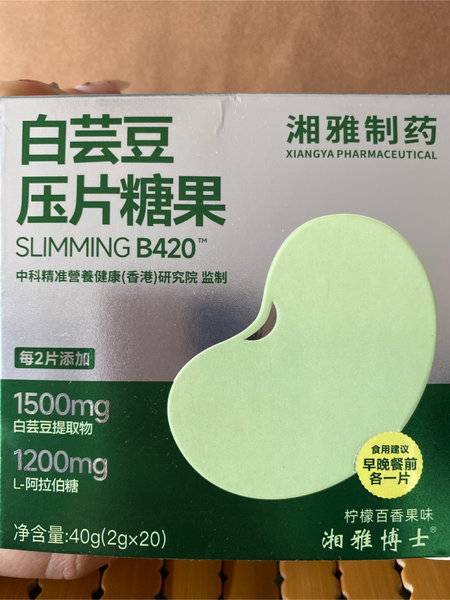 白芸豆
压片糖果
SLIMMING B420™
中科精准營養健康(香港)研究院 监制
湘雅制药
XIANGYA PHARMACEUTICAL
每2片添加
1500mg
白芸豆提取物
1200mg
L-阿拉伯糖
净含量:40g(2g×20)
食用建议
早晚餐前
各一片
柠檬百香果味
湘雅博士®